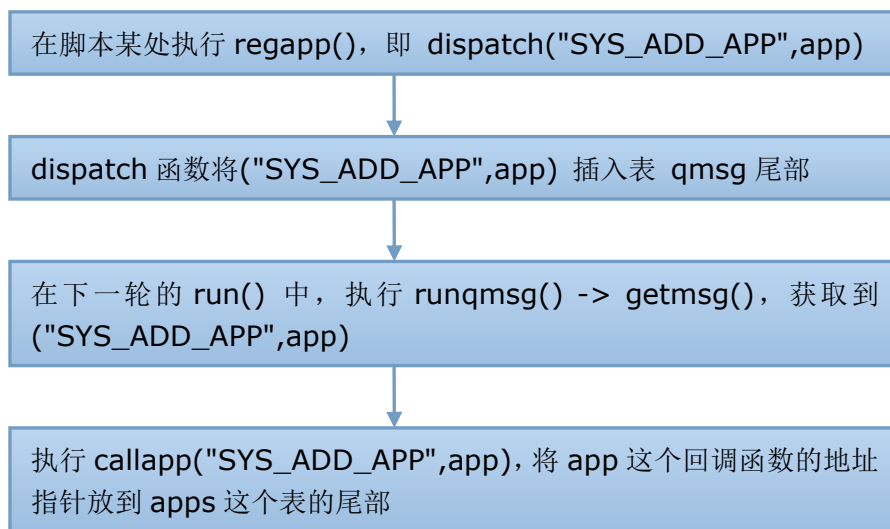 在脚本某处执行 regapp()，即 dispatch("SYS_ADD_APP",app)
dispatch 函数将("SYS_ADD_APP",app) 插入表 qmsg 尾部
在下一轮的 run() 中，执行 runqmsg() -> getmsg()，获取到
("SYS_ADD_APP",app)
执行 callapp("SYS_ADD_APP",app)，将 app 这个回调函数的地址
指针放到 apps 这个表的尾部